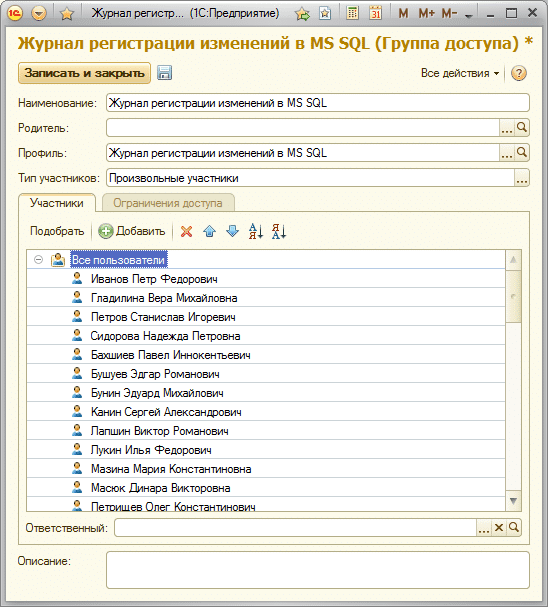 Журнал регистр... (1С:Предприятие)
M M+ M-
Журнал регистрации изменений в MS SQL (Группа доступа) *
Записать и закрыть
Все действия
Наименование: Журнал регистрации изменений в MS SQL
Родитель:
Профиль: Журнал регистрации изменений в MS SQL
Тип участников: Произвольные участники
Участники Ограничения доступа
Подобрать Добавить
Все пользователи
Иванов Петр Федорович
Гладилина Вера Михайловна
Петров Станислав Игоревич
Сидорова Надежда Петровна
Бахшиев Павел Иннокентьевич
Бушуев Эдгар Романович
Бунин Эдуард Михайлович
Канин Сергей Александрович
Лапшин Виктор Романович
Лукин Илья Федорович
Мазина Мария Константиновна
Масюк Динара Викторовна
Петрищев Олег Константинович
Ответственный:
Описание: